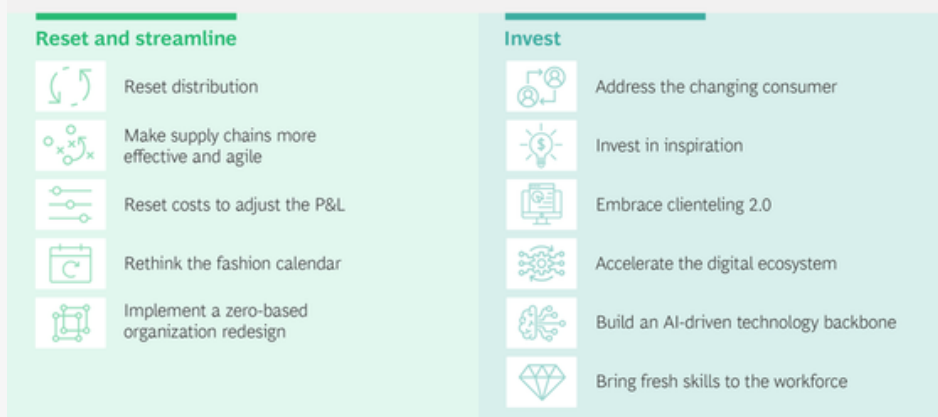 Reset and streamline
Reset distribution
Make supply chains more
effective and agile
Reset costs to adjust the P&L
Rethink the fashion calendar
Implement a zero-based
organization redesign
Invest
Address the changing consumer
Invest in inspiration
Embrace clienteling 2.0
Accelerate the digital ecosystem
Build an AI-driven technology backbone
Bring fresh skills to the workforce